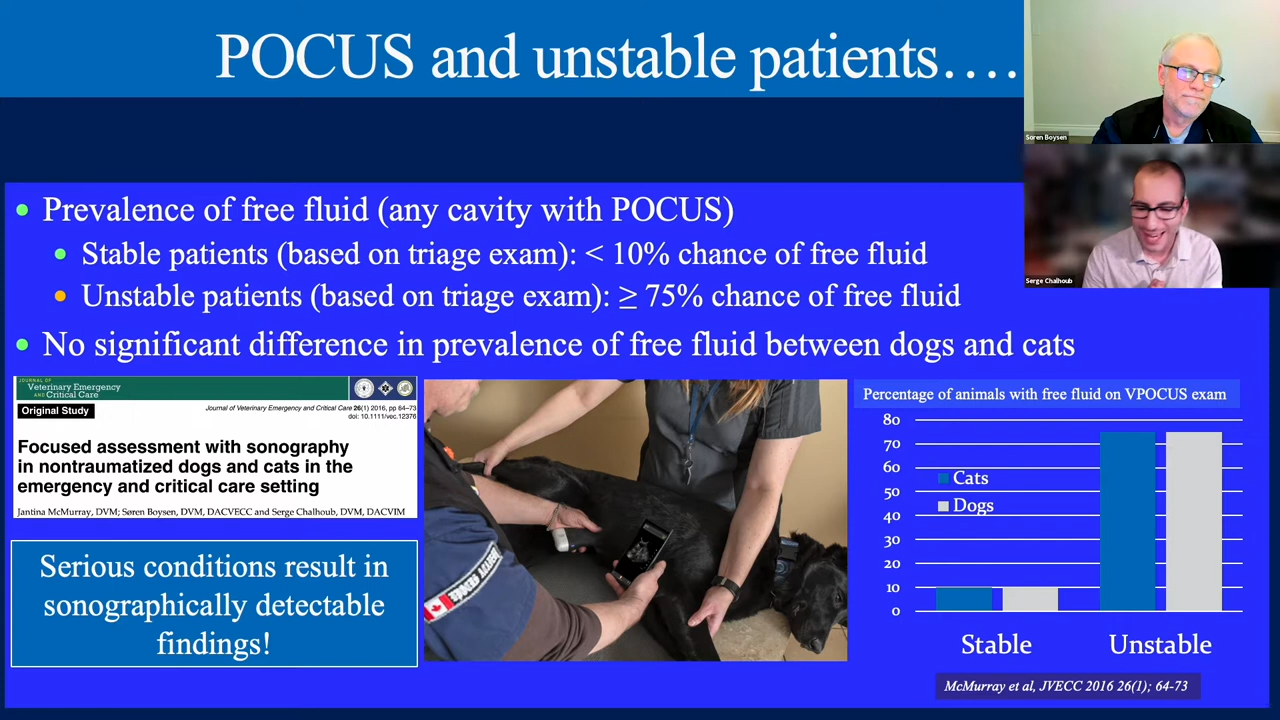 POCUS and unstable patients….
Soren Boysen
Serge Chalhoub
Prevalence of free fluid (any cavity with POCUS)
Stable patients (based on triage exam): < 10% chance of free fluid
Unstable patients (based on triage exam): ≥ 75% chance of free fluid
No significant difference in prevalence of free fluid between dogs and cats
JOURNAL OF
Veterinary Emergency
AND Critical Care
Original Study
Journal of Veterinary Emergency and Critical Care 26(1) 2016, pp 64–73
doi: 10.1111/vec.12376
Focused assessment with sonography
in nontraumatized dogs and cats in the
emergency and critical care setting
Jantina McMurray, DVM; Søren Boysen, DVM, DACVECC and Serge Chalhoub, DVM, DACVIM
Serious conditions result in
sonographically detectable
findings!
Percentage of animals with free fluid on VPOCUS exam
80
70
60
50
40
30
20
10
0
Cats
Dogs
Stable
Unstable
McMurray et al, JVECC 2016 26(1); 64-73